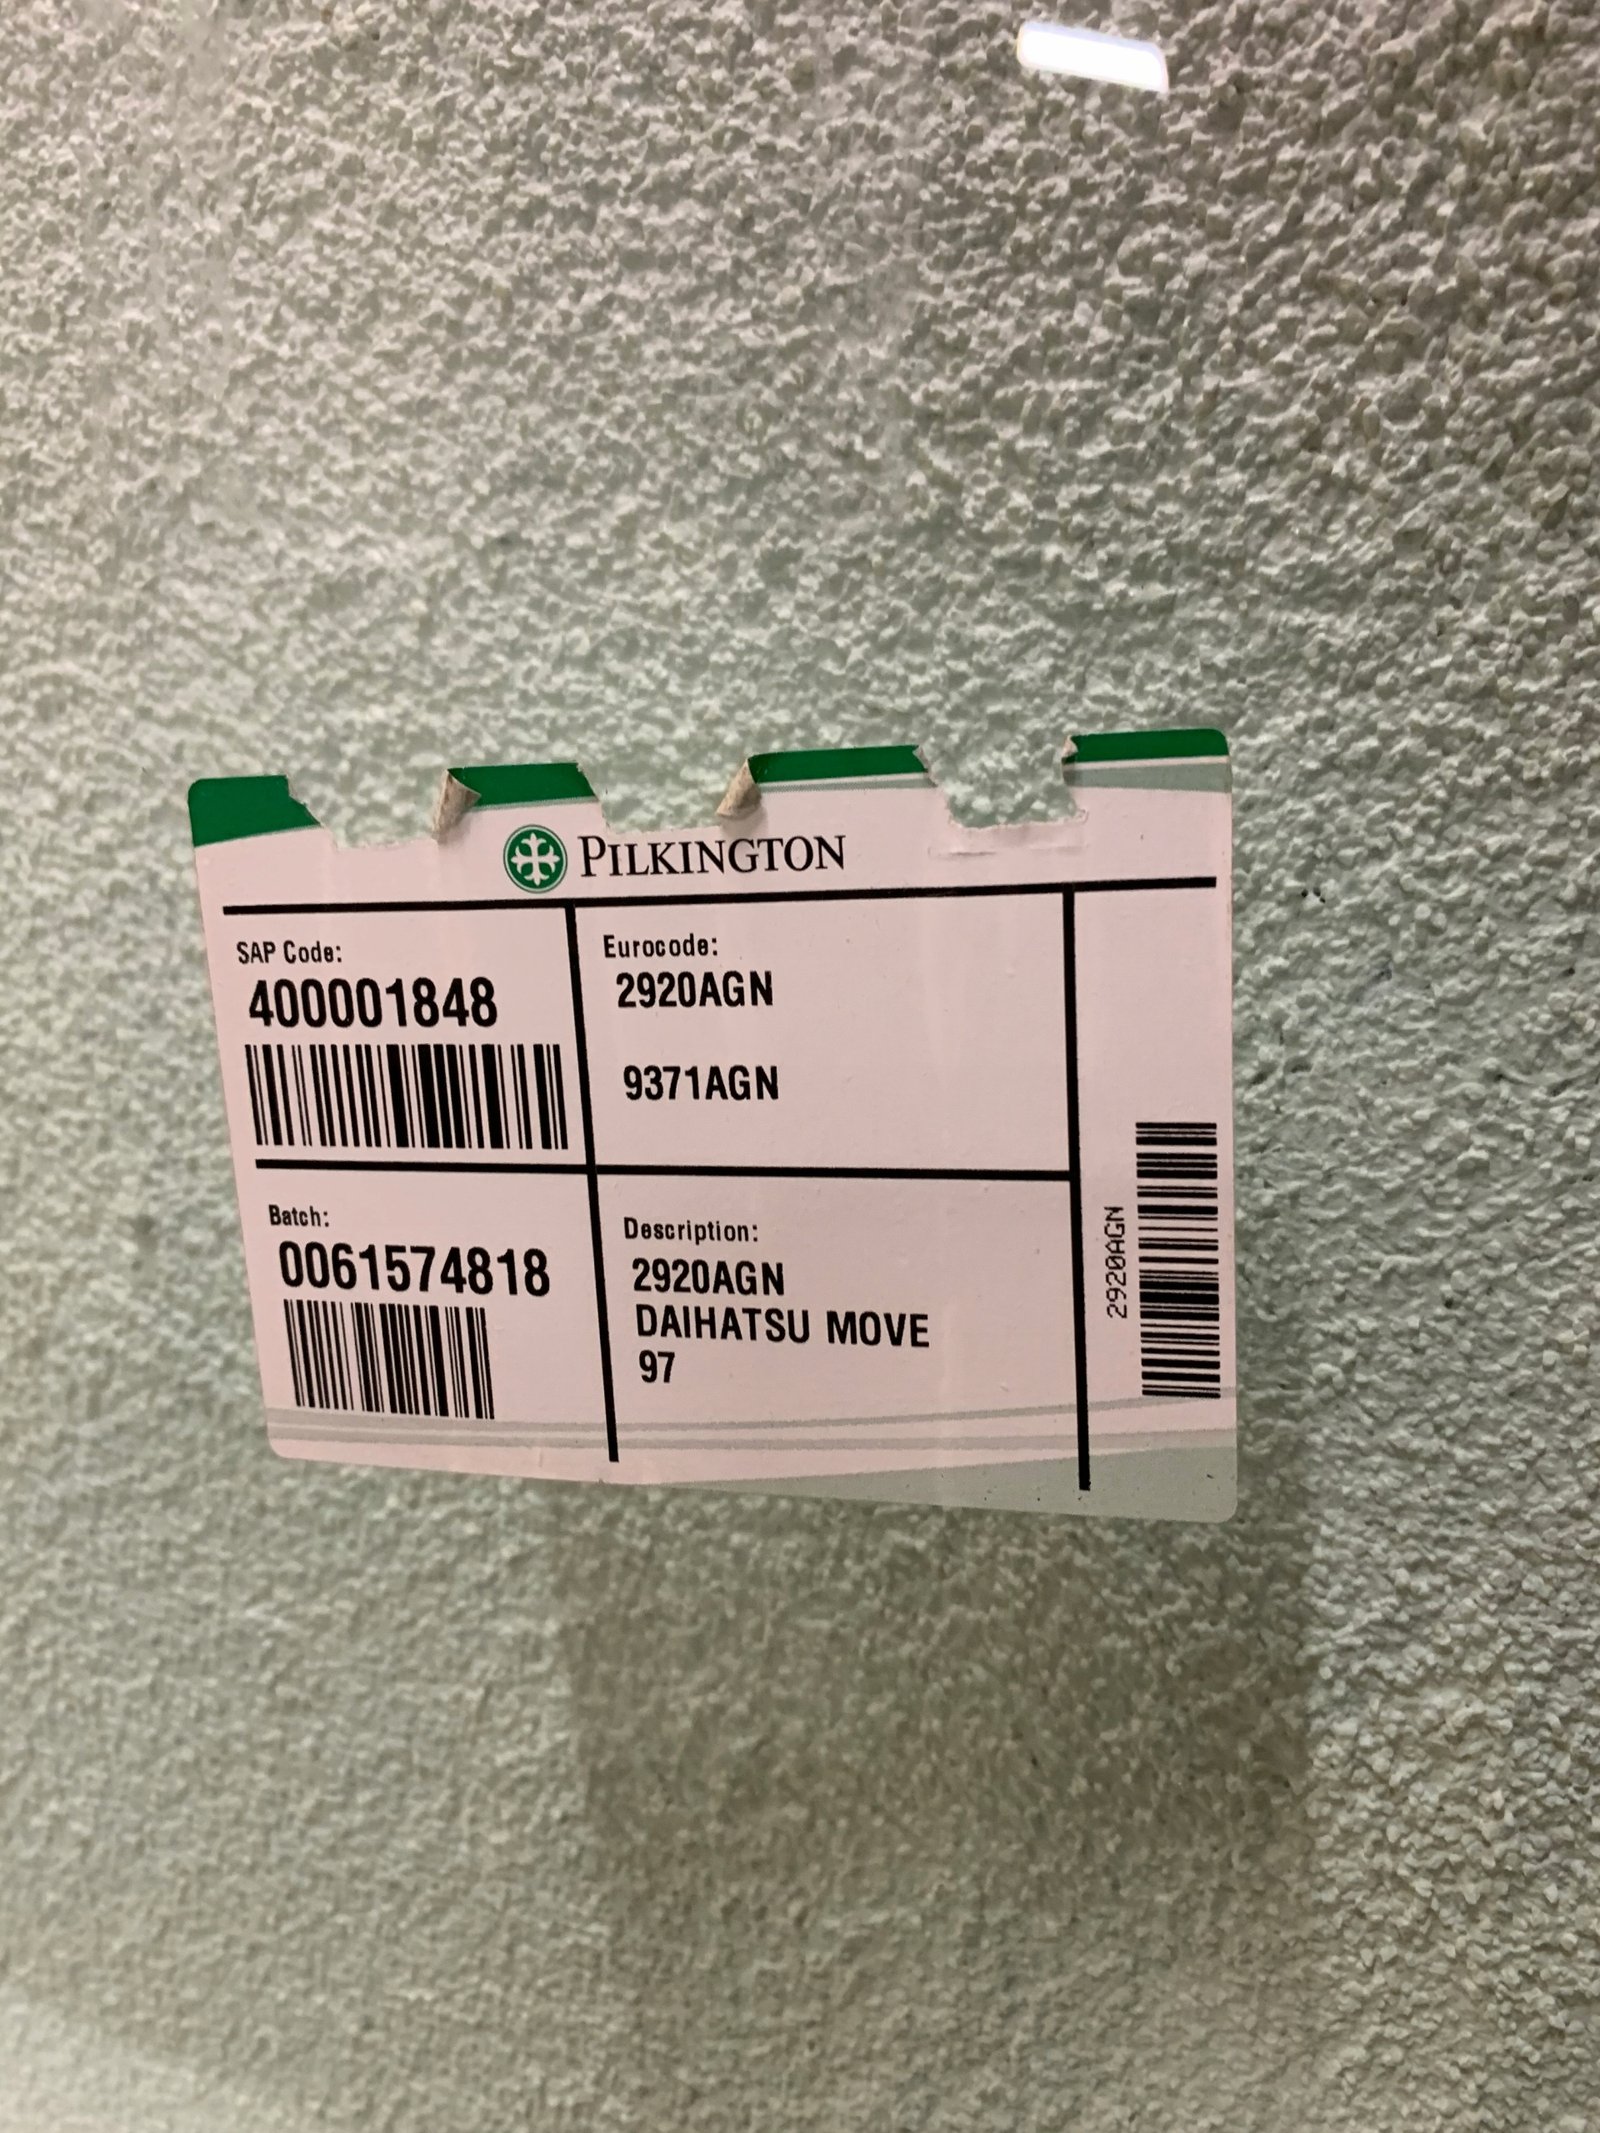 PILKINGTON
SAP Code:
400001848
Eurocode:
2920AGN
9371AGN
Batch:
0061574818
Description:
2920AGN
DAIHATSU MOVE
97
2920AGN